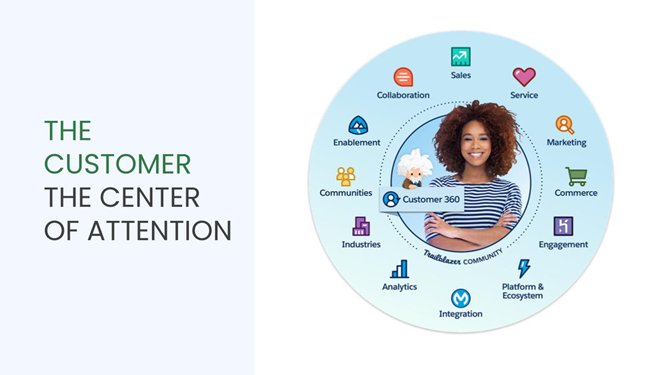 THE
CUSTOMER
THE CENTER
OF ATTENTION
Sales
Service
Marketing
Commerce
Engagement
Platform &
Ecosystem
Integration
Analytics
Industries
Communities
Enablement
Collaboration
Customer 360
Trailblazer COMMUNITY